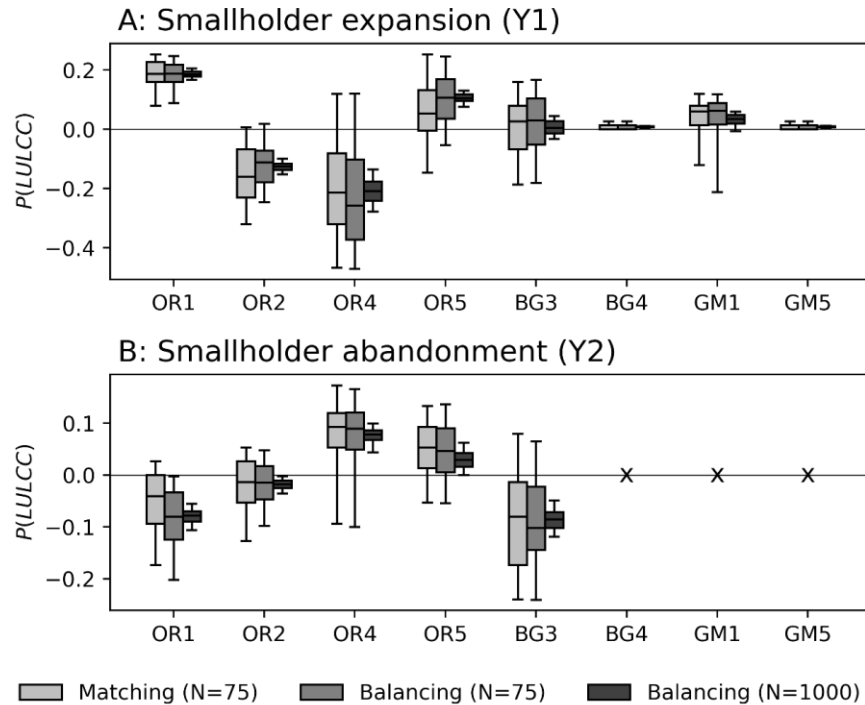 A: Smallholder expansion (Y1)
P(LULCC)
0.2
0.0
−0.2
−0.4
OR1 OR2 OR4 OR5 BG3 BG4 GM1 GM5
B: Smallholder abandonment (Y2)
P(LULCC)
0.1
0.0
−0.1
−0.2
X X X
OR1 OR2 OR4 OR5 BG3 BG4 GM1 GM5
Matching (N=75) Balancing (N=75) Balancing (N=1000)